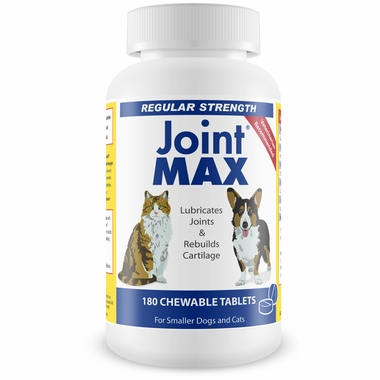 REGULAR STRENGTH
Joint®
MAX
Lubricates
Joints
&
Rebuilds
Cartilage
180 CHEWABLE TABLETS
For Smaller Dogs and Cats